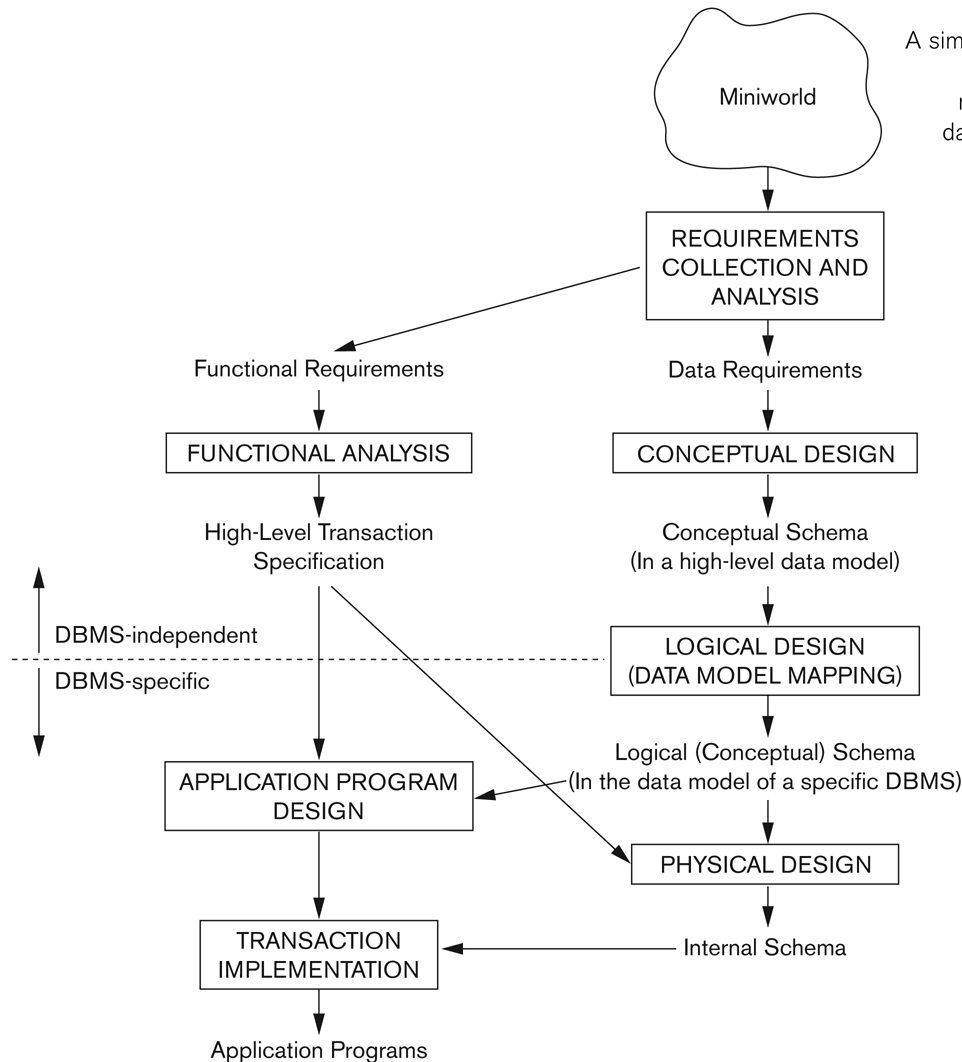 A sim
Miniworld
r
da
REQUIREMENTS
COLLECTION AND
ANALYSIS
Functional Requirements
Data Requirements
FUNCTIONAL ANALYSIS
CONCEPTUAL DESIGN
High-Level Transaction
Specification
Conceptual Schema
(In a high-level data model)
DBMS-independent
DBMS-specific
LOGICAL DESIGN
(DATA MODEL MAPPING)
Logical (Conceptual) Schema
(In the data model of a specific DBMS)
APPLICATION PROGRAM
DESIGN
PHYSICAL DESIGN
TRANSACTION
IMPLEMENTATION
Internal Schema
Application Programs